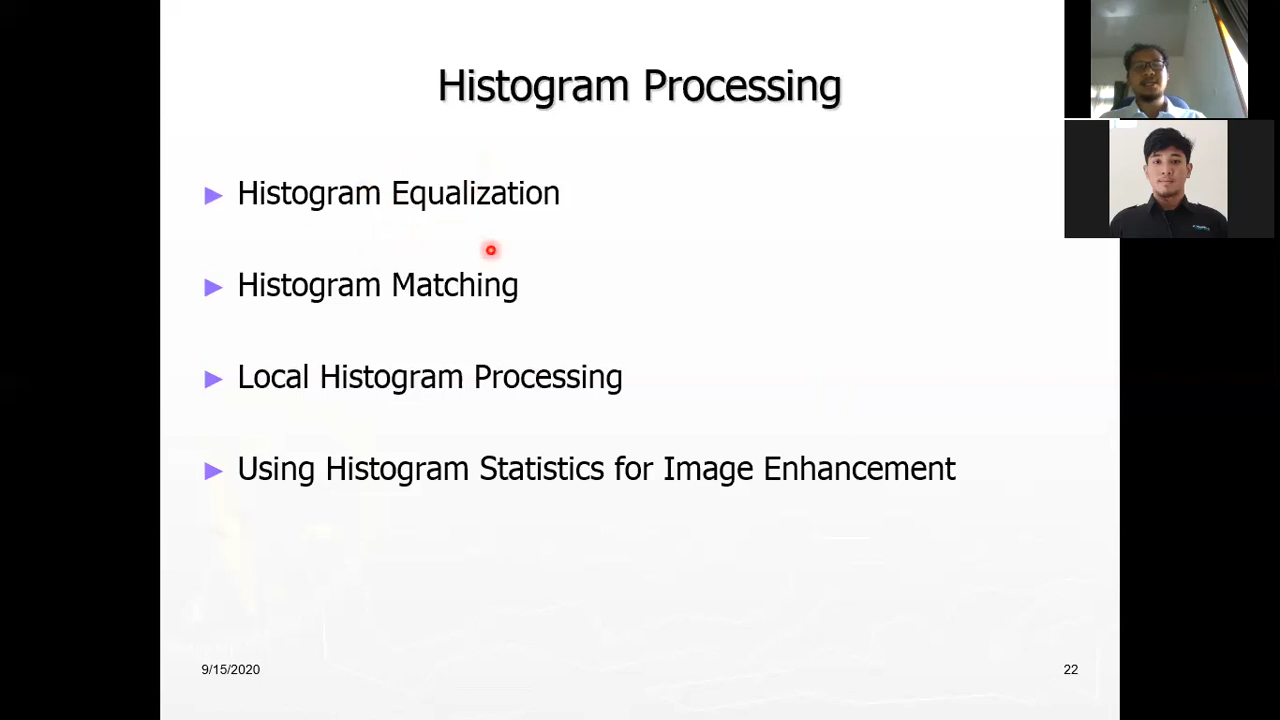 Histogram Processing
► Histogram Equalization
► Histogram Matching
► Local Histogram Processing
► Using Histogram Statistics for Image Enhancement
9/15/2020
22